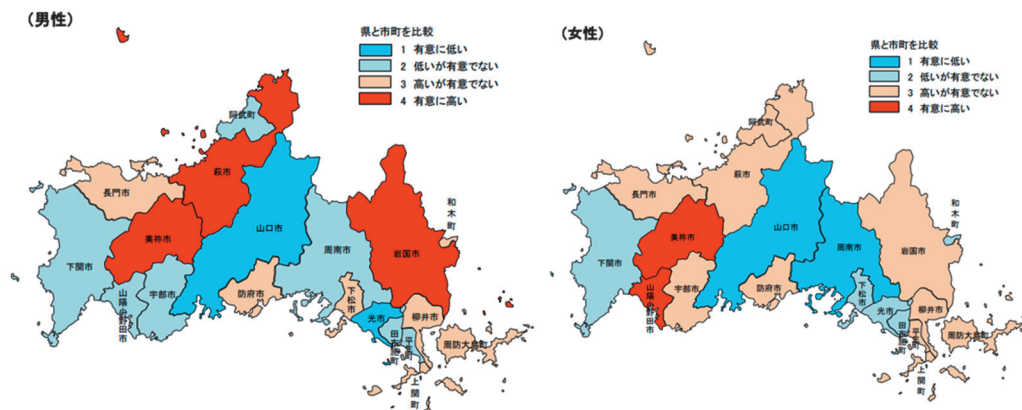 （男性）
県と市町を比較
1 有意に低い
2 低いが有意でない
3 高いが有意でない
4 有意に高い
阿武町
萩市
長門市
美祢市
山口市
下関市
宇部市
山陽小野田市
防府市
周南市
下松市
光市
岩国市
和木町
柳井市
田布施町
平生町
周防大島町
上関町
（女性）
県と市町を比較
1 有意に低い
2 低いが有意でない
3 高いが有意でない
4 有意に高い
阿武町
萩市
長門市
美祢市
山口市
下関市
宇部市
山陽小野田市
防府市
周南市
下松市
光市
岩国市
和木町
柳井市
田布施町
平生町
周防大島町
上関町